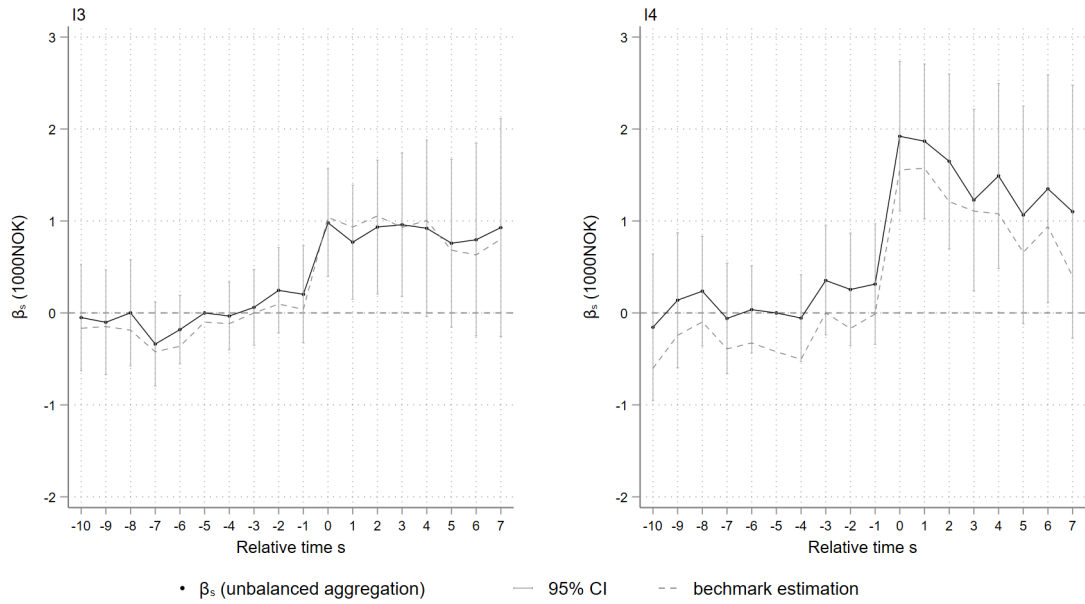 I3
3
2
1
0
-1
-2
βₛ (1000NOK)
-10 -9 -8 -7 -6 -5 -4 -3 -2 -1 0 1 2 3 4 5 6 7
Relative time s
I4
3
2
1
0
-1
-2
βₛ (1000NOK)
-10 -9 -8 -7 -6 -5 -4 -3 -2 -1 0 1 2 3 4 5 6 7
Relative time s
βₛ (unbalanced aggregation) 95% CI bechmark estimation